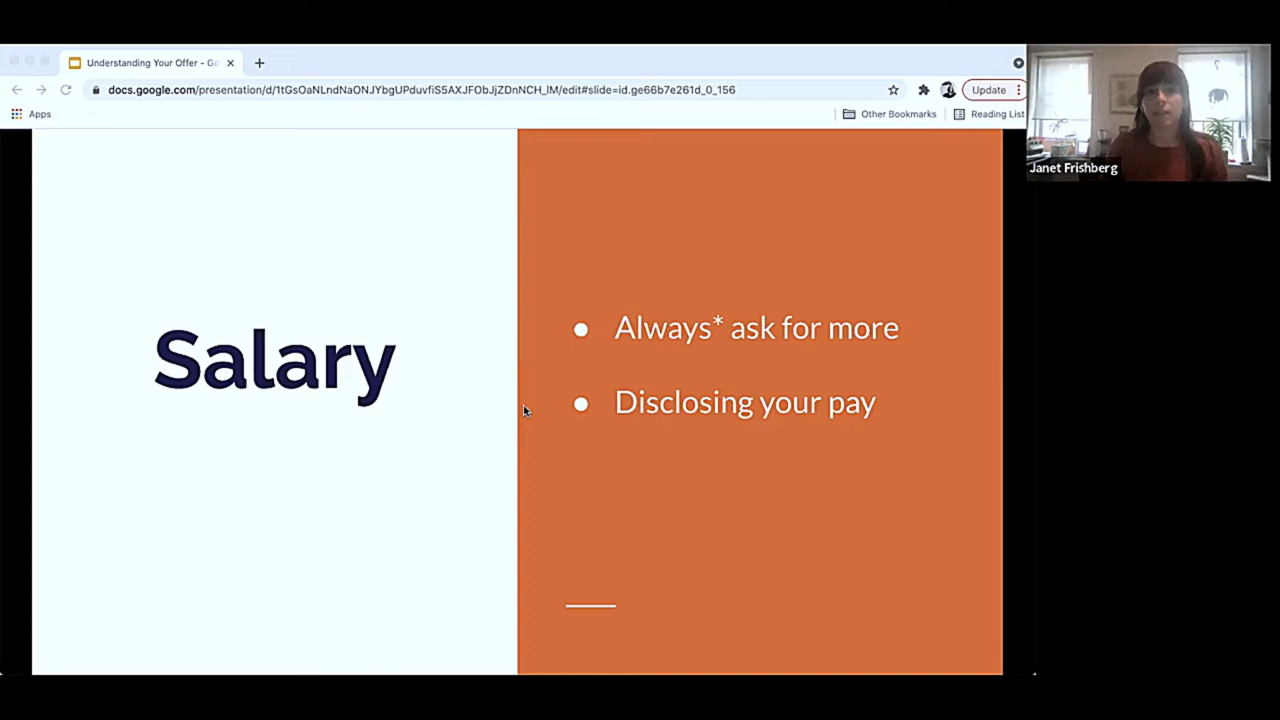 Understanding Your Offer - Go
docs.google.com/presentation/d/1tGsOaNLndNaONJYbgUPduvfiS5AXJFObJjZDnNCH_lM/edit#slide=id.ge66b7e261d_0_156
Update
Apps
Other Bookmarks
Reading List
Janet Frishberg
Salary
● Always* ask for more
● Disclosing your pay